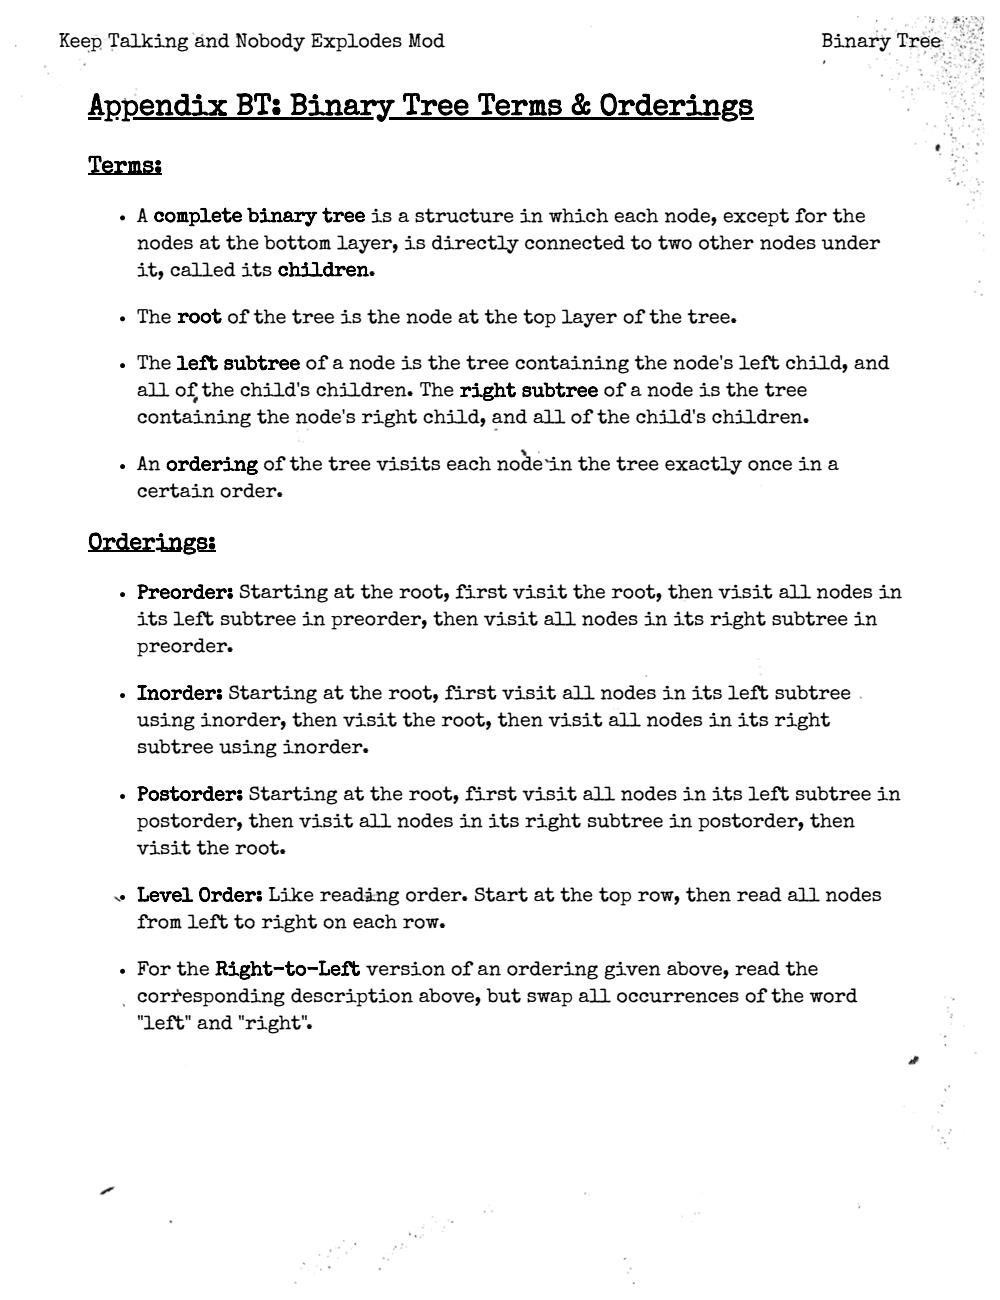 Keep Talking and Nobody Explodes Mod
Binary Tree
Appendix BT: Binary Tree Terms & Orderings
Terms:
• A complete binary tree is a structure in which each node, except for the
nodes at the bottom layer, is directly connected to two other nodes under
it, called its children.
• The root of the tree is the node at the top layer of the tree.
• The left subtree of a node is the tree containing the node's left child, and
all of the child's children. The right subtree of a node is the tree
containing the node's right child, and all of the child's children.
• An ordering of the tree visits each node in the tree exactly once in a
certain order.
Orderings:
• Preorder: Starting at the root, first visit the root, then visit all nodes in
its left subtree in preorder, then visit all nodes in its right subtree in
preorder.
• Inorder: Starting at the root, first visit all nodes in its left subtree
using inorder, then visit the root, then visit all nodes in its right
subtree using inorder.
• Postorder: Starting at the root, first visit all nodes in its left subtree in
postorder, then visit all nodes in its right subtree in postorder, then
visit the root.
• Level Order: Like reading order. Start at the top row, then read all nodes
from left to right on each row.
• For the Right-to-Left version of an ordering given above, read the
corresponding description above, but swap all occurrences of the word
"left" and "right".